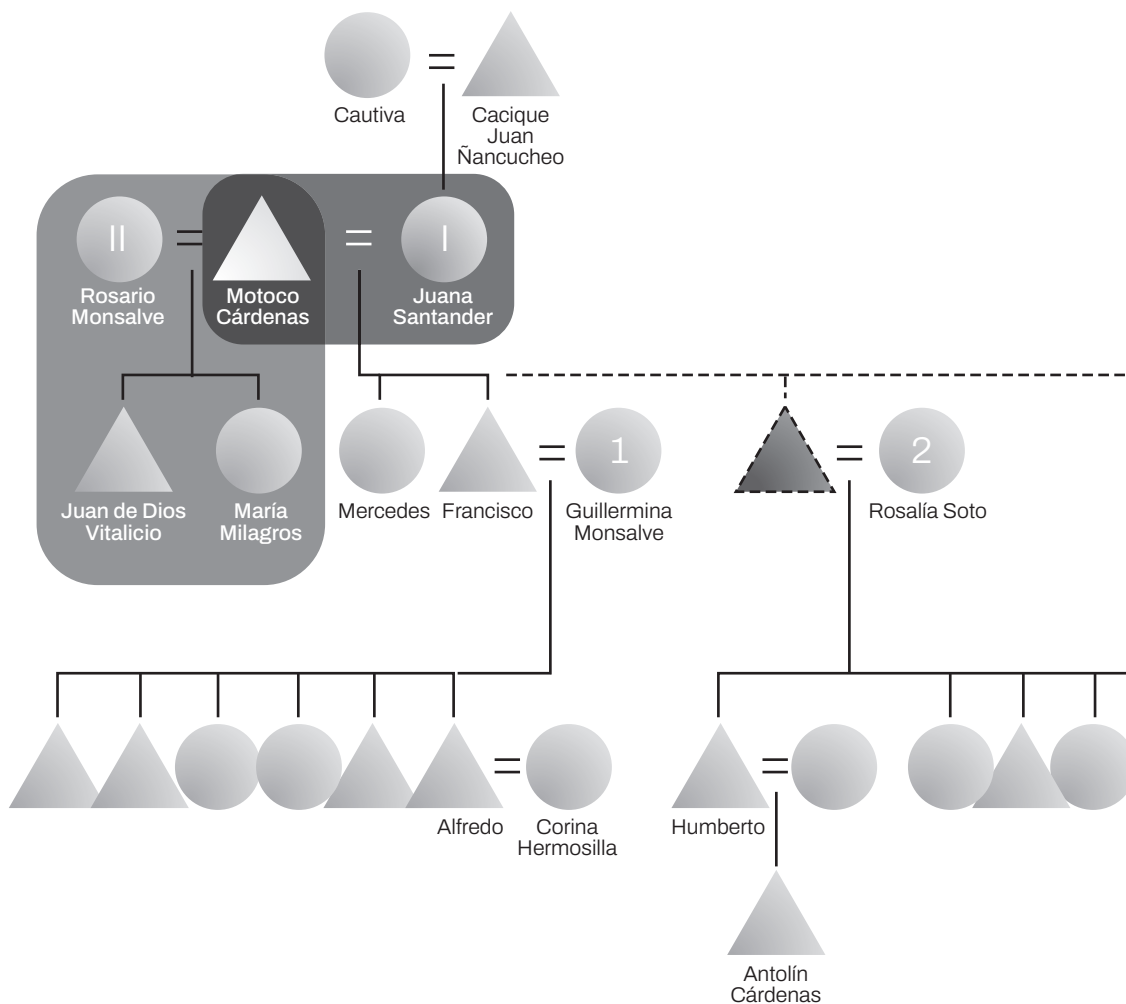 Cautiva
Cacique
Juan
Ñancucheo
II
I
Rosario
Monsalve
Motoco
Cárdenas
Juana
Santander
1
2
Juan de Dios
Vitalicio
María
Milagros
Mercedes
Francisco
Guillermina
Monsalve
Rosalía Soto
Alfredo
Corina
Hermosilla
Humberto
Antolín
Cárdenas